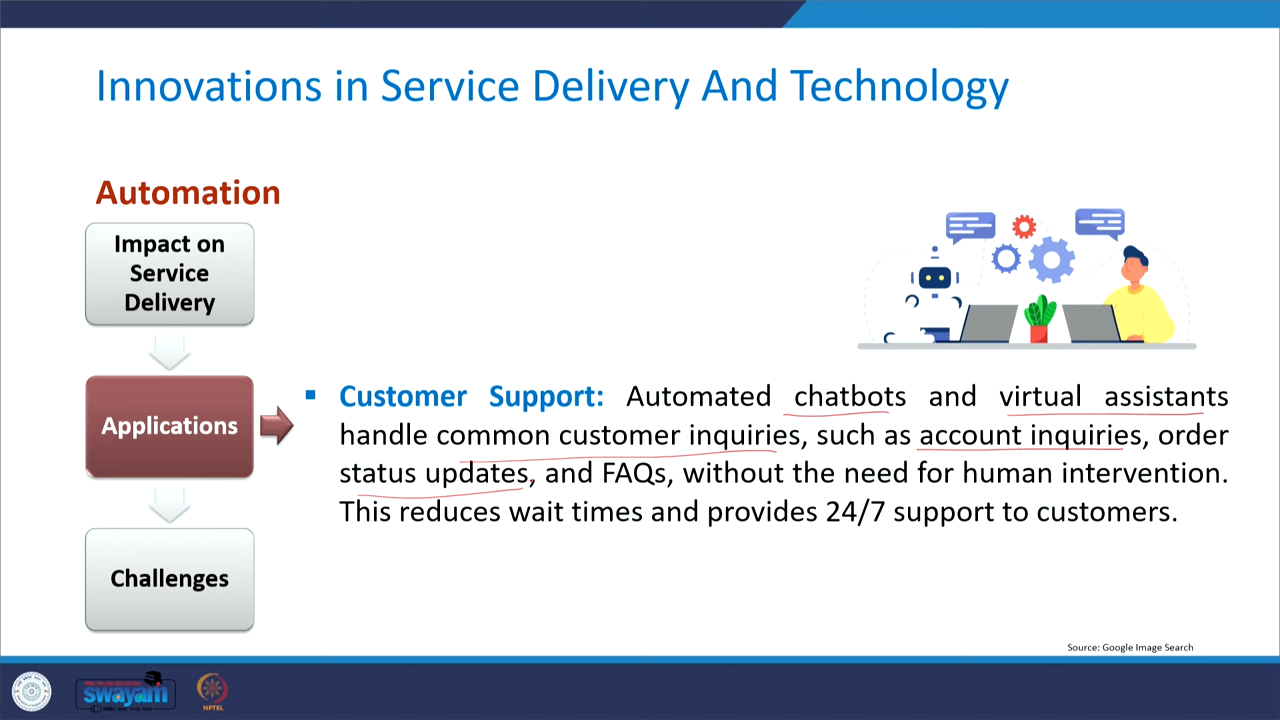 Innovations in Service Delivery And Technology
Automation
Impact on
Service
Delivery
Applications
▪ Customer Support: Automated chatbots and virtual assistants
handle common customer inquiries, such as account inquiries, order
status updates, and FAQs, without the need for human intervention.
This reduces wait times and provides 24/7 support to customers.
Challenges
Source: Google Image Search
swayam
NPTEL